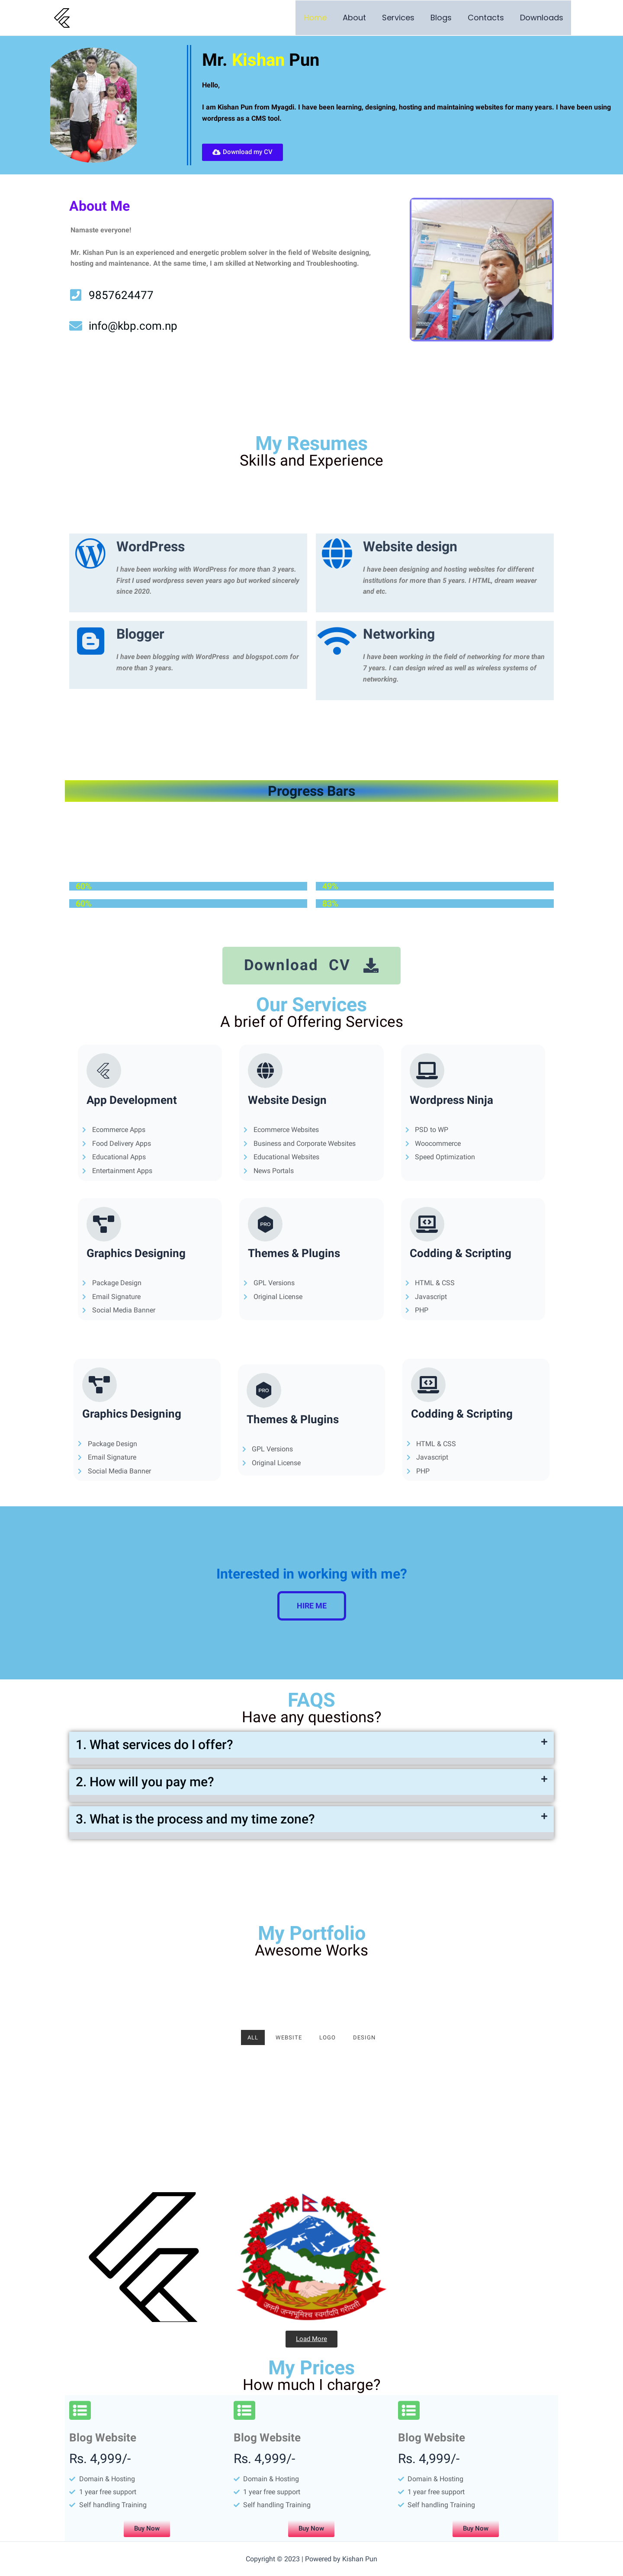 Home About Services Blogs Contacts Downloads
Mr. Kishan Pun
Hello,
I am Kishan Pun from Myagdi. I have been learning, designing, hosting and maintaining websites for many years. I have been using
wordpress as a CMS tool.
Download my CV
About Me
Namaste everyone!
Mr. Kishan Pun is an experienced and energetic problem solver in the field of Website designing,
hosting and maintenance. At the same time, I am skilled at Networking and Troubleshooting.
9857624477
info@kbp.com.np
My Resumes
Skills and Experience
WordPress
I have been working with WordPress for more than 3 years.
First I used wordpress seven years ago but worked sincerely
since 2020.
Website design
I have been designing and hosting websites for different
institutions for more than 5 years. I HTML, dream weaver
and etc.
Blogger
I have been blogging with WordPress and blogspot.com for
more than 3 years.
Networking
I have been working in the field of networking for more than
7 years. I can design wired as well as wireless systems of
networking.
Progress Bars
60% 49%
60% 83%
Download CV
Our Services
A brief of Offering Services
App Development
Ecommerce Apps
Food Delivery Apps
Educational Apps
Entertainment Apps
Website Design
Ecommerce Websites
Business and Corporate Websites
Educational Websites
News Portals
Wordpress Ninja
PSD to WP
Woocommerce
Speed Optimization
Graphics Designing
Package Design
Email Signature
Social Media Banner
PRO
Themes & Plugins
GPL Versions
Original License
Codding & Scripting
HTML & CSS
Javascript
PHP
Graphics Designing
Package Design
Email Signature
Social Media Banner
PRO
Themes & Plugins
GPL Versions
Original License
Codding & Scripting
HTML & CSS
Javascript
PHP
Interested in working with me?
HIRE ME
FAQS
Have any questions?
1. What services do I offer?
2. How will you pay me?
3. What is the process and my time zone?
My Portfolio
Awesome Works
ALL WEBSITE LOGO DESIGN
जननी जन्मभूमिश्च स्वर्गादपि गरीयसी
Load More
My Prices
How much I charge?
Blog Website
Rs. 4,999/-
Domain & Hosting
1 year free support
Self handling Training
Buy Now
Blog Website
Rs. 4,999/-
Domain & Hosting
1 year free support
Self handling Training
Buy Now
Blog Website
Rs. 4,999/-
Domain & Hosting
1 year free support
Self handling Training
Buy Now
Copyright © 2023 | Powered by Kishan Pun